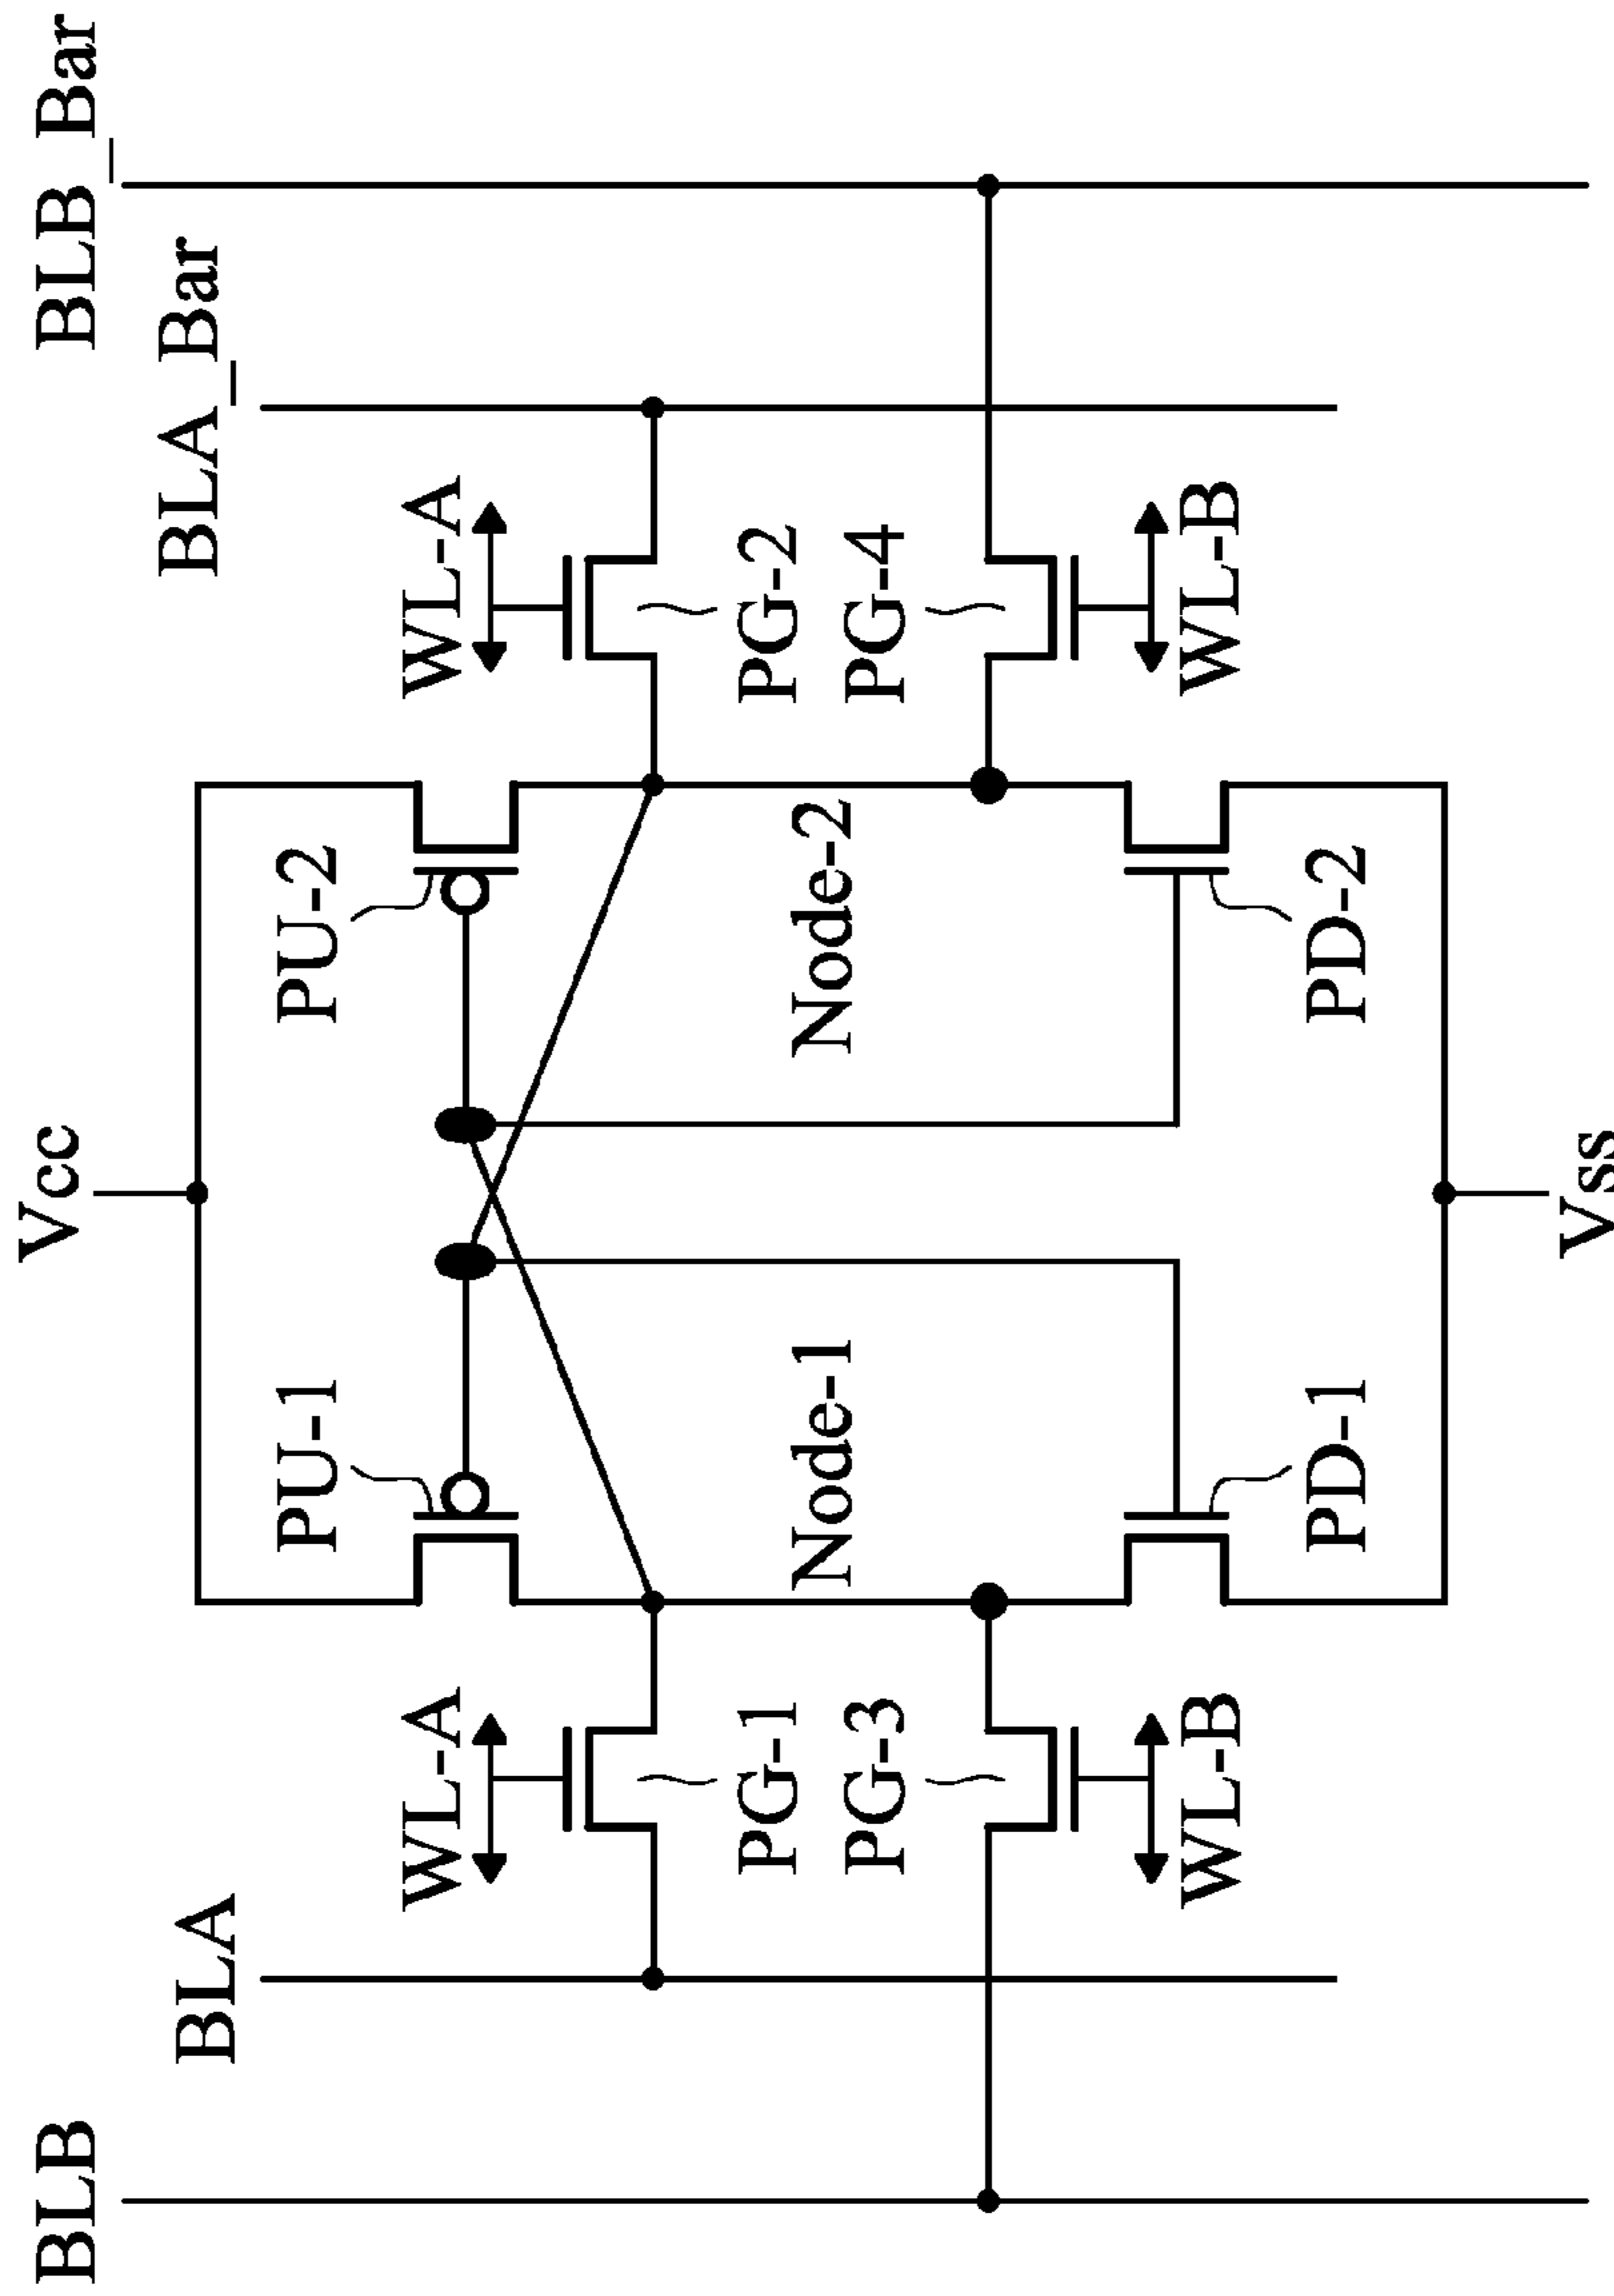 Vcc
BLB
BLB_Bar
BLA
BLA_Bar
PU-1
PU-2
WL-A
WL-A
PG-1
PG-2
Node-1
Node-2
PG-3
PG-4
WL-B
WL-B
PD-1
PD-2
Vss